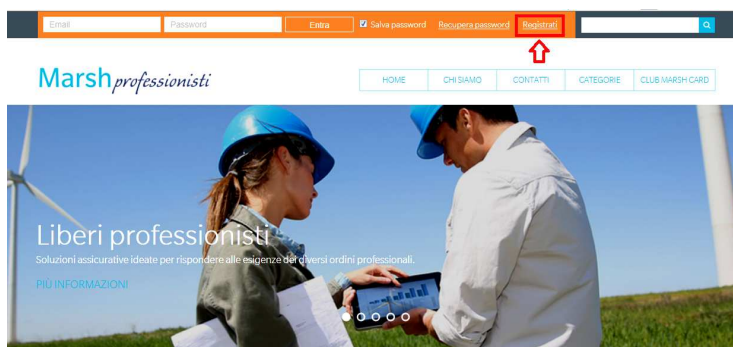 Email Password Entra Salva password Recupera password Registrati
Marsh professionisti
HOME CHI SIAMO CONTATTI CATEGORIE CLUB MARSH CARD
Liberi professionisti
Soluzioni assicurative ideate per rispondere alle esigenze dei diversi ordini professionali.
PIÙ INFORMAZIONI